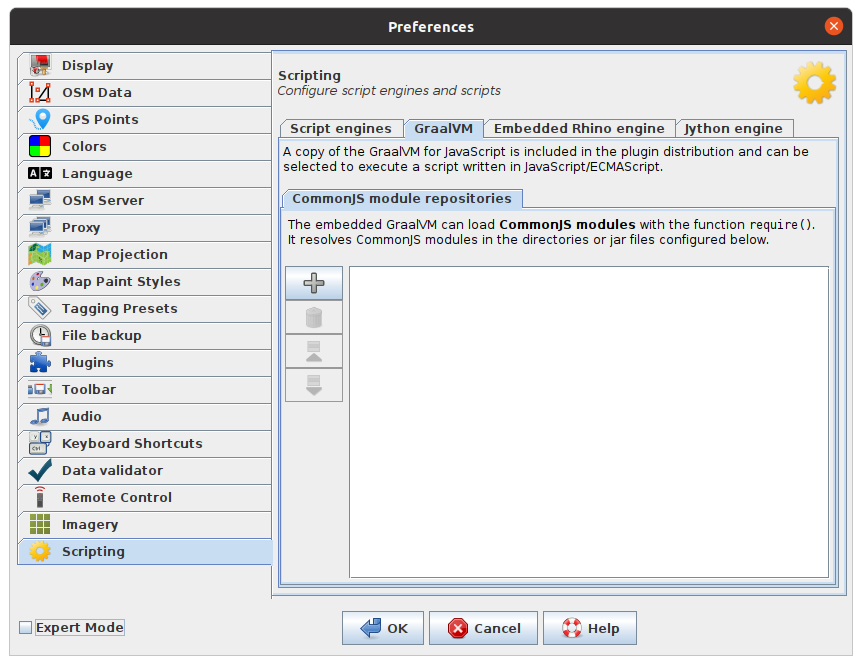 Preferences
Display
OSM Data
GPS Points
Colors
A Z
Language
OSM Server
Proxy
Map Projection
Map Paint Styles
Tagging Presets
File backup
Plugins
Toolbar
Audio
Ctrl
Keyboard Shortcuts
Data validator
Remote Control
Imagery
Scripting
Scripting
Configure script engines and scripts
Script engines
GraalVM
Embedded Rhino engine
Jython engine
A copy of the GraalVM for JavaScript is included in the plugin distribution and can be
selected to execute a script written in JavaScript/ECMAScript.
CommonJS module repositories
The embedded GraalVM can load CommonJS modules with the function require().
It resolves CommonJS modules in the directories or jar files configured below.
Expert Mode
OK
Cancel
Help